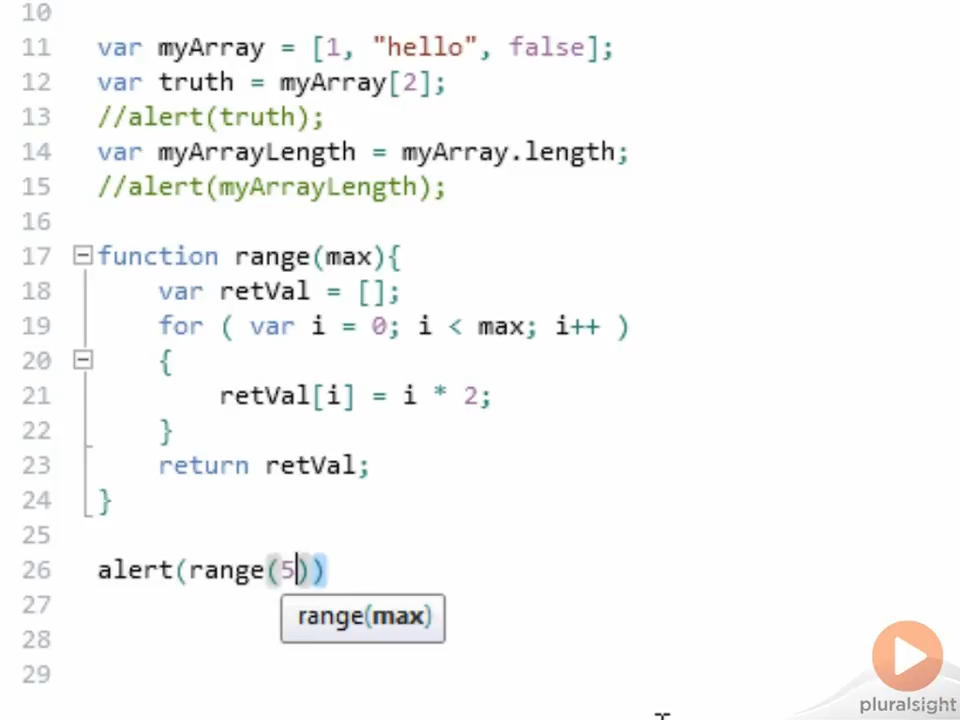 10
11 var myArray = [1, "hello", false];
12 var truth = myArray[2];
13 //alert(truth);
14 var myArrayLength = myArray.length;
15 //alert(myArrayLength);
16
17 function range(max){
18 var retVal = [];
19 for ( var i = 0; i < max; i++ )
20 {
21 retVal[i] = i * 2;
22 }
23 return retVal;
24 }
25
26 alert(range(5))
27
range(max)
28
29
pluralsight